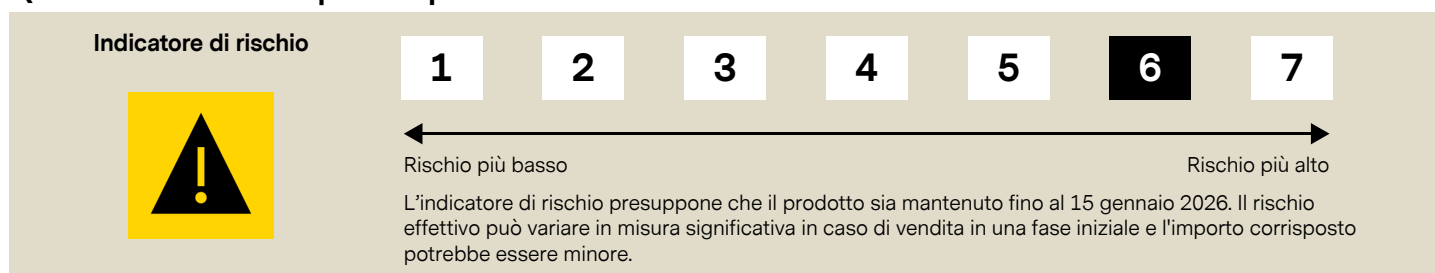 Indicatore di rischio
1 2 3 4 5 6 7
Rischio più basso Rischio più alto
L'indicatore di rischio presuppone che il prodotto sia mantenuto fino al 15 gennaio 2026. Il rischio
effettivo può variare in misura significativa in caso di vendita in una fase iniziale e l'importo corrisposto
potrebbe essere minore.